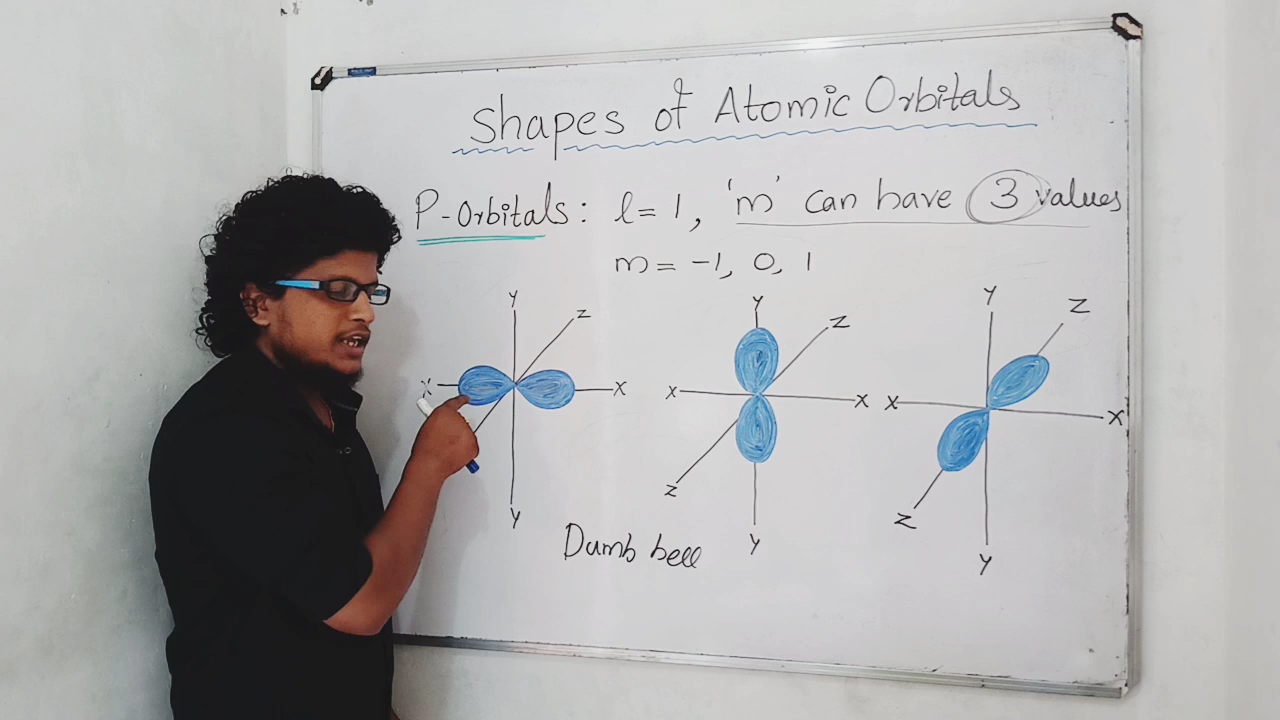 Shapes of Atomic Orbitals
P-Orbitals: l = 1, 'm' can have 3 values
m = -1, 0, 1
Y Z X X Y
Y Z X X Z Y
Y Z X X Z Y
Dumb bell